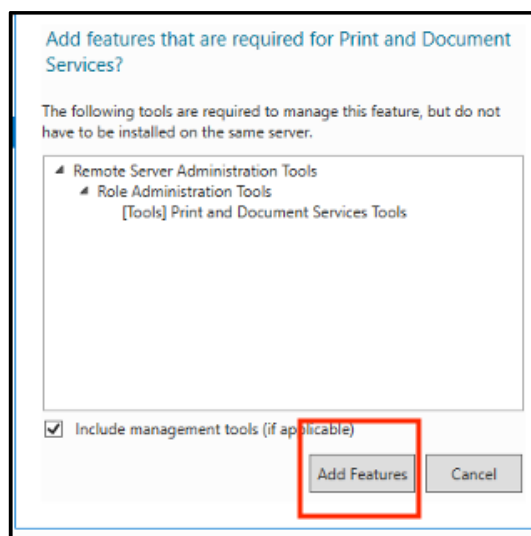 Add features that are required for Print and Document
Services?
The following tools are required to manage this feature, but do not
have to be installed on the same server.
Remote Server Administration Tools
Role Administration Tools
[Tools] Print and Document Services Tools
Include management tools (if applicable)
Add Features Cancel